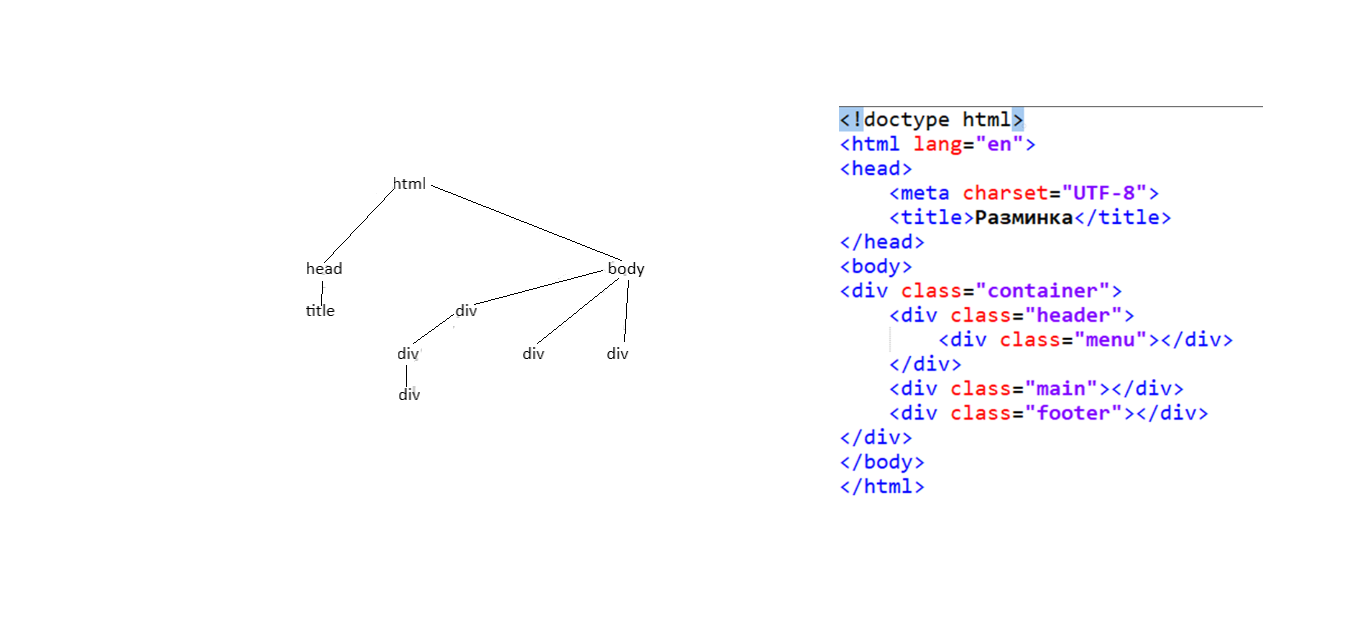 html
head body
title div
div div div
div
<!doctype html>
<html lang="en">
<head>
<meta charset="UTF-8">
<title>Разминка</title>
</head>
<body>
<div class="container">
<div class="header">
<div class="menu"></div>
</div>
<div class="main"></div>
<div class="footer"></div>
</div>
</body>
</html>